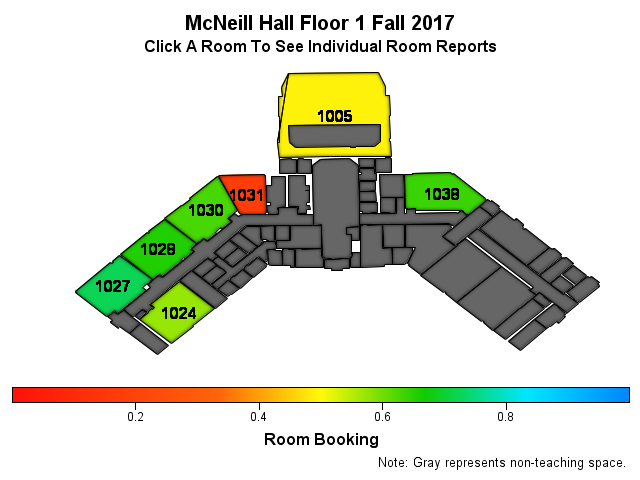 McNeill Hall Floor 1 Fall 2017
Click A Room To See Individual Room Reports
1005
1031
1038
1030
1028
1027
1024
0.2 0.4 0.6 0.8
Room Booking
Note: Gray represents non-teaching space.